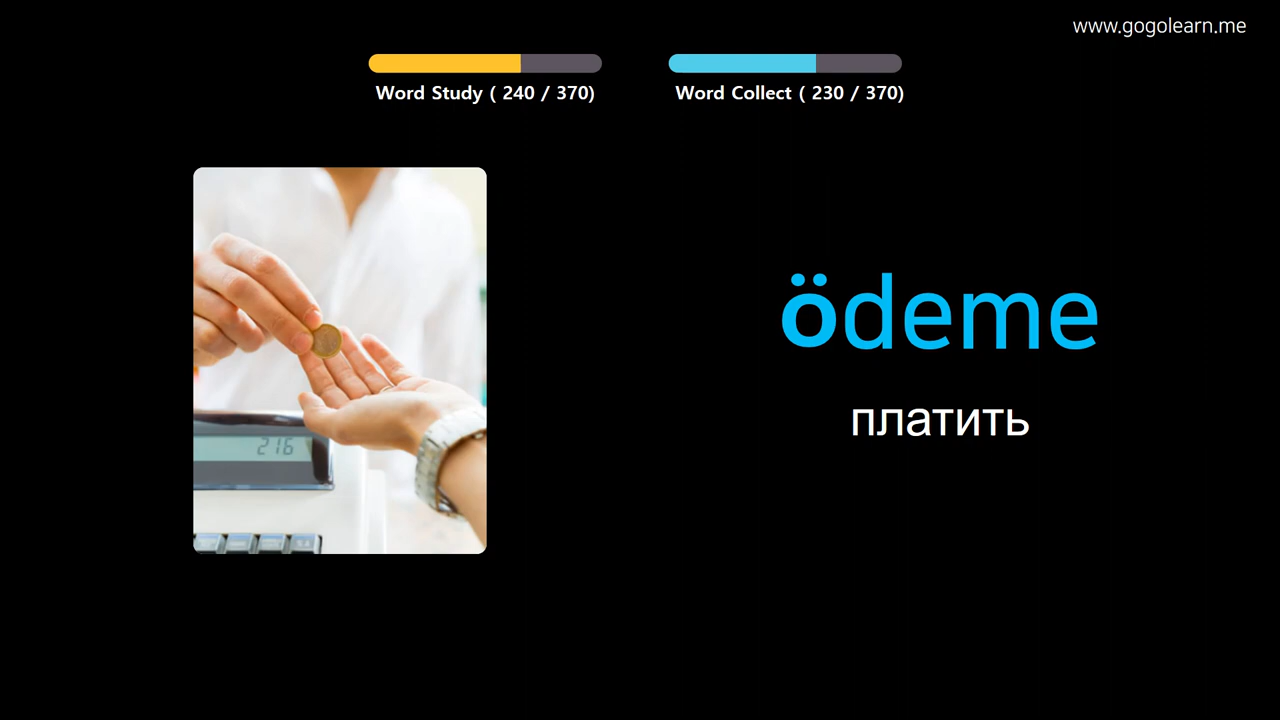 www.gogolearn.me
Word Study ( 240 / 370)
Word Collect ( 230 / 370)
216
ödeme
платить